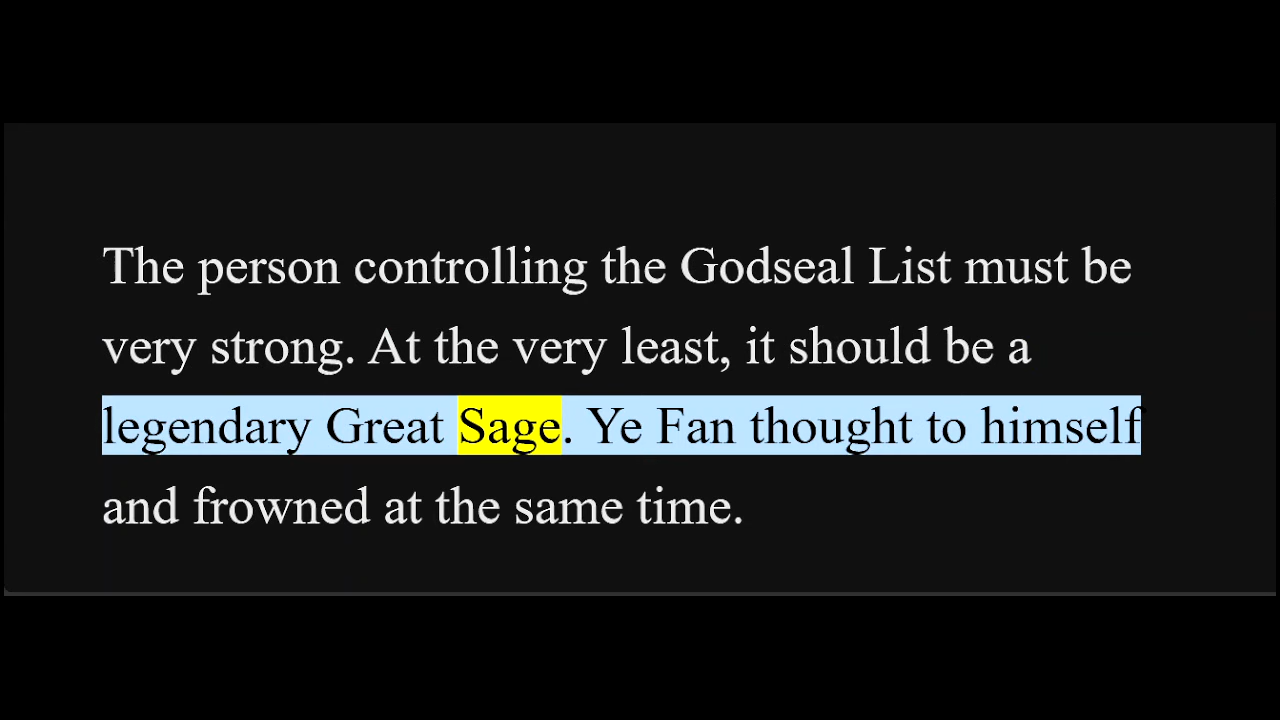 The person controlling the Godseal List must be
very strong. At the very least, it should be a
legendary Great Sage. Ye Fan thought to himself
and frowned at the same time.